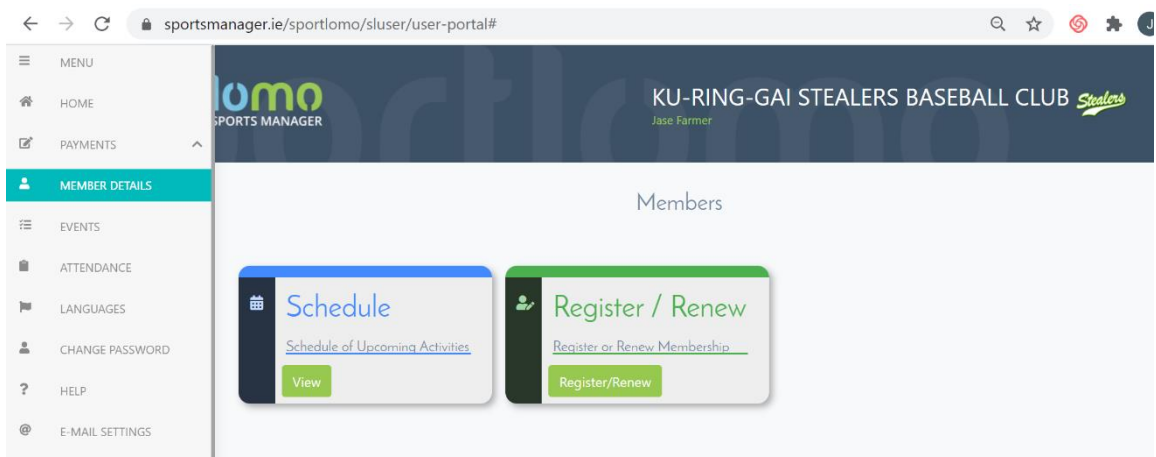 sportsmanager.ie/sportlomo/sluser/user-portal#
J
MENU
HOME
PAYMENTS
MEMBER DETAILS
EVENTS
ATTENDANCE
LANGUAGES
CHANGE PASSWORD
HELP
E-MAIL SETTINGS
lomo
SPORTS MANAGER
sportlomo
KU-RING-GAI STEALERS BASEBALL CLUB Stealers
Jase Farmer
Members
Schedule
Schedule of Upcoming Activities
View
Register / Renew
Register or Renew Membership
Register/Renew